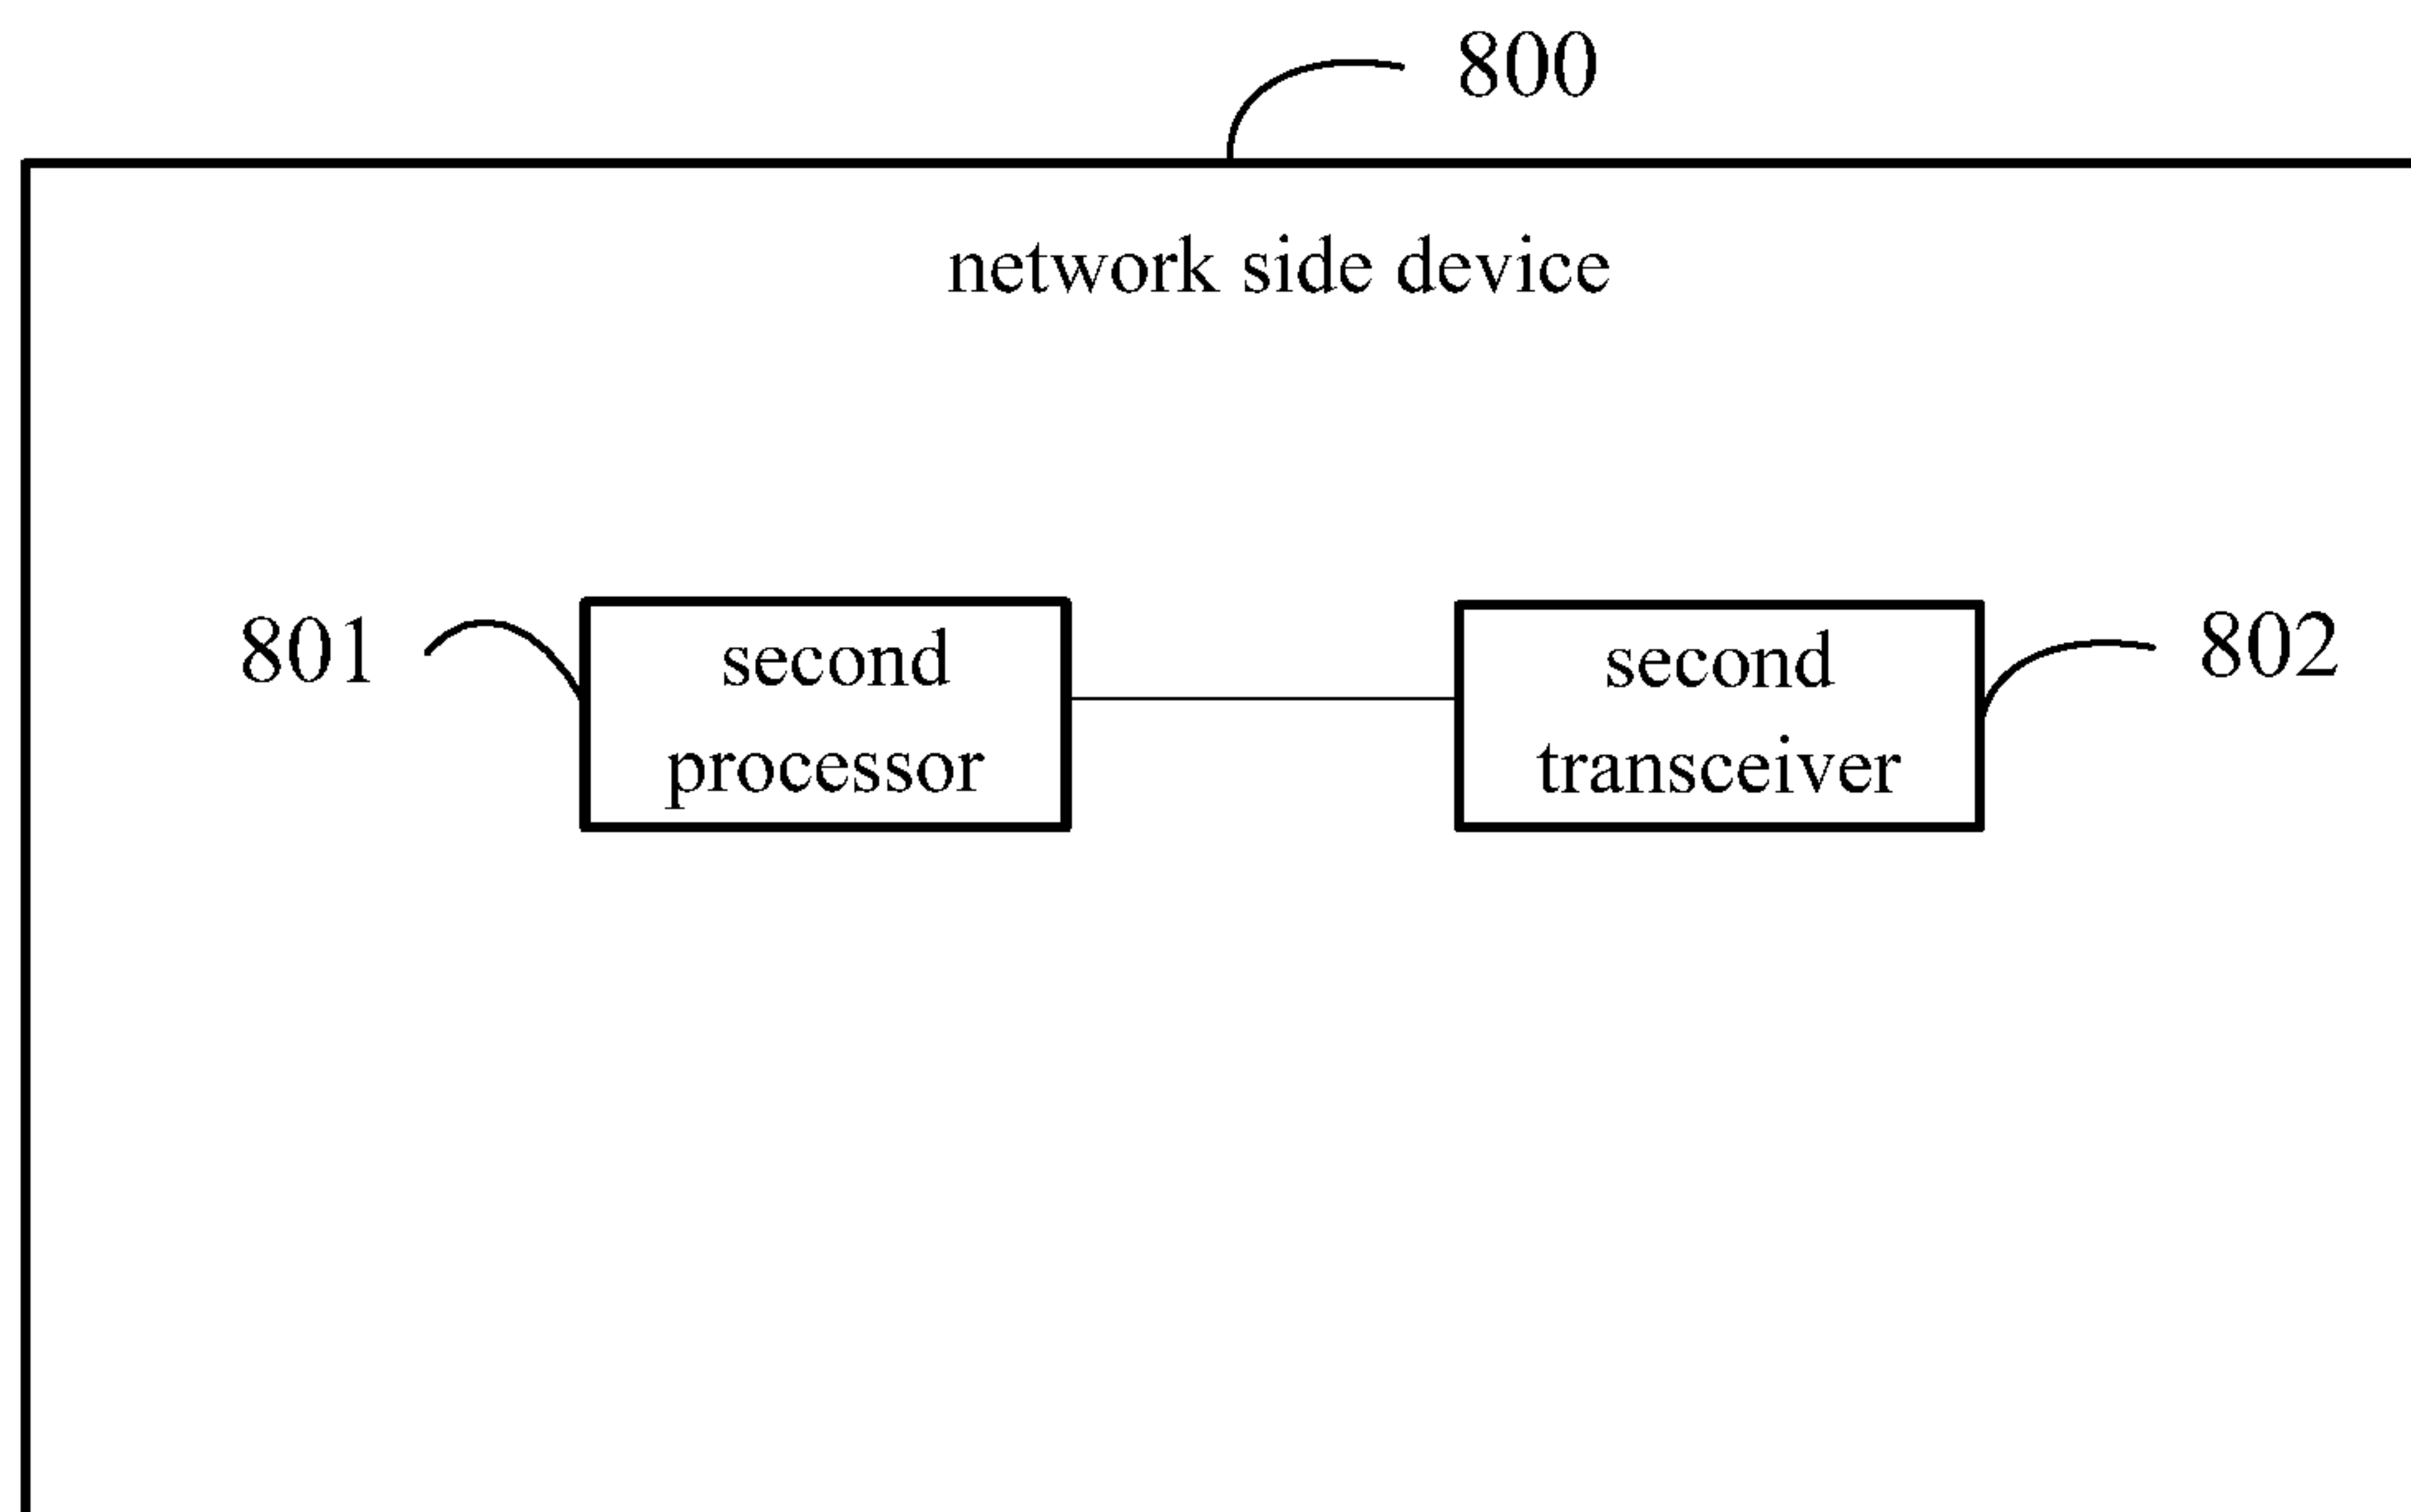 800
network side device
801
second
processor
second
transceiver
802